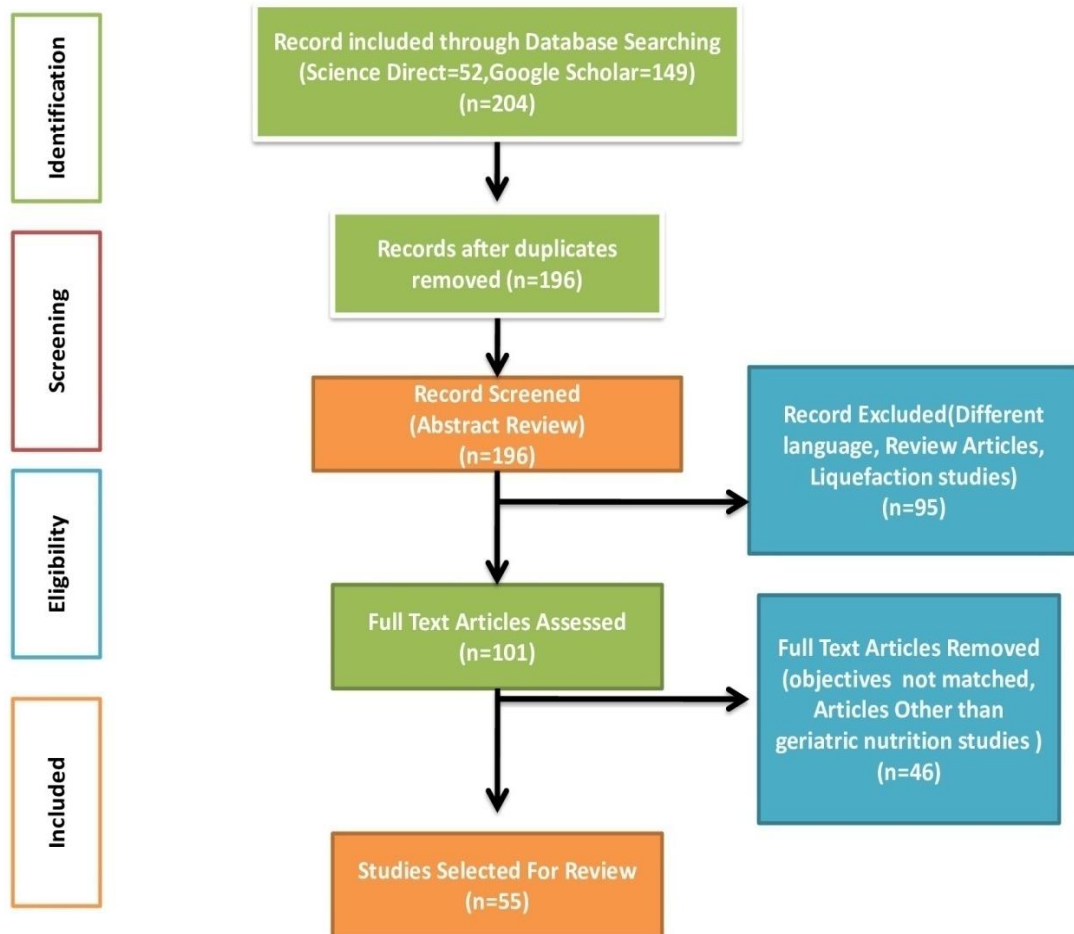 Identification
Record included through Database Searching
(Science Direct=52,Google Scholar=149)
(n=204)
Screening
Records after duplicates
removed (n=196)
Record Screened
(Abstract Review)
(n=196)
Record Excluded(Different
language, Review Articles,
Liquefaction studies)
(n=95)
Eligibility
Full Text Articles Assessed
(n=101)
Full Text Articles Removed
(objectives not matched,
Articles Other than
geriatric nutrition studies )
(n=46)
Included
Studies Selected For Review
(n=55)